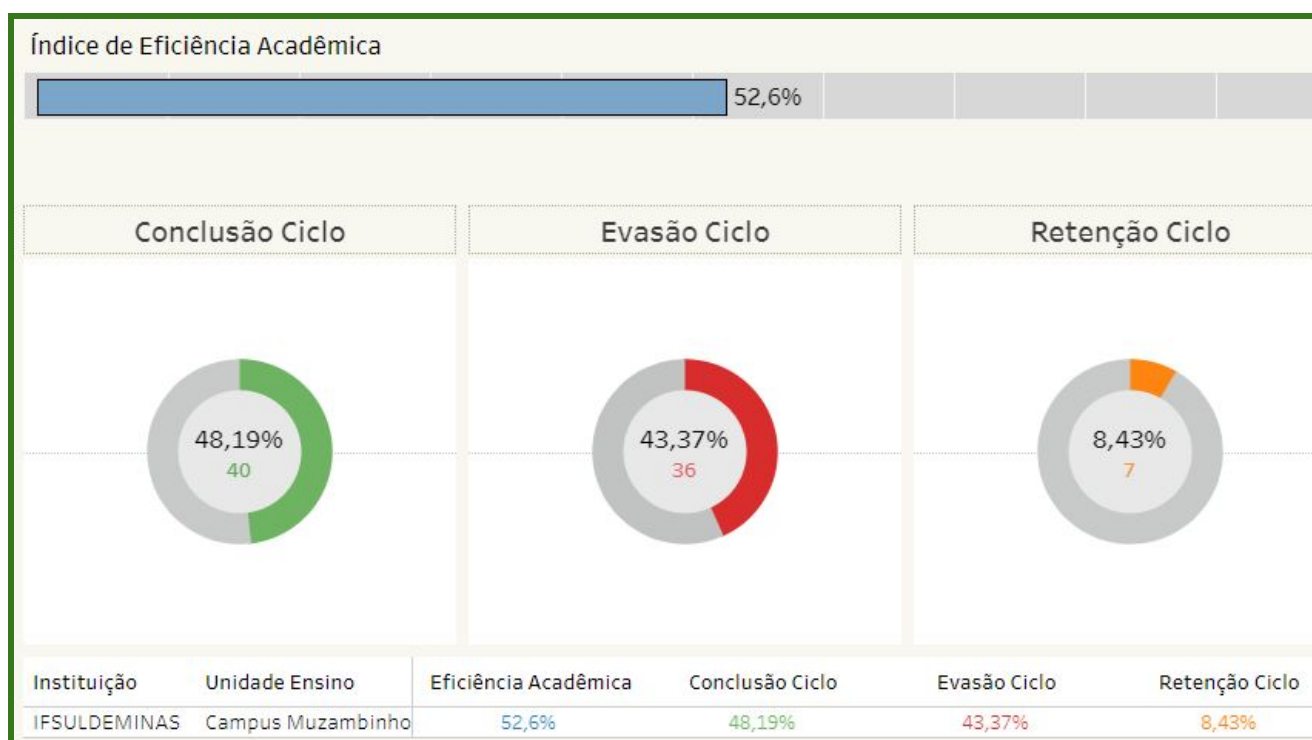 Índice de Eficiência Acadêmica
52,6%
Conclusão Ciclo Evasão Ciclo Retenção Ciclo
48,19% 43,37% 8,43%
40 36 7
Instituição Unidade Ensino Eficiência Acadêmica Conclusão Ciclo Evasão Ciclo Retenção Ciclo
IFSULDEMINAS Campus Muzambinho 52,6% 48,19% 43,37% 8,43%